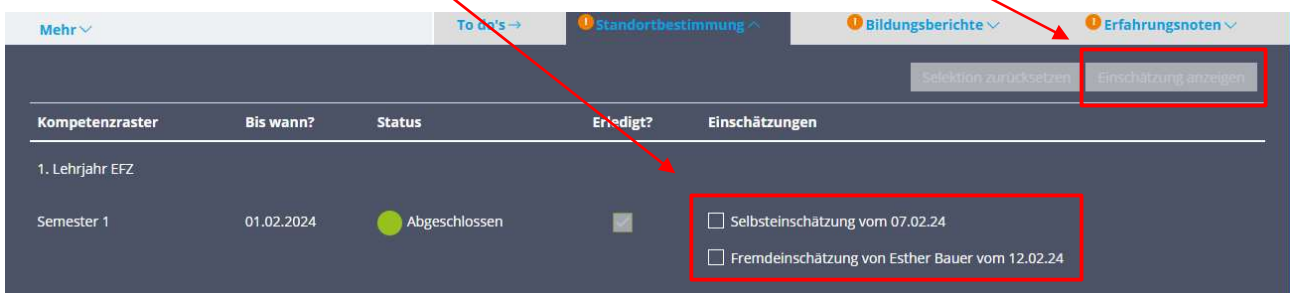 Mehr To do's → Standortbestimmung Bildungsberichte Erfahrungsnoten
Selektion zurücksetzen Einschätzung anzeigen
Kompetenzraster Bis wann? Status Erledigt? Einschätzungen
1. Lehrjahr EFZ
Semester 1 01.02.2024 Abgeschlossen Selbsteinschätzung vom 07.02.24
Fremdeinschätzung von Esther Bauer vom 12.02.24